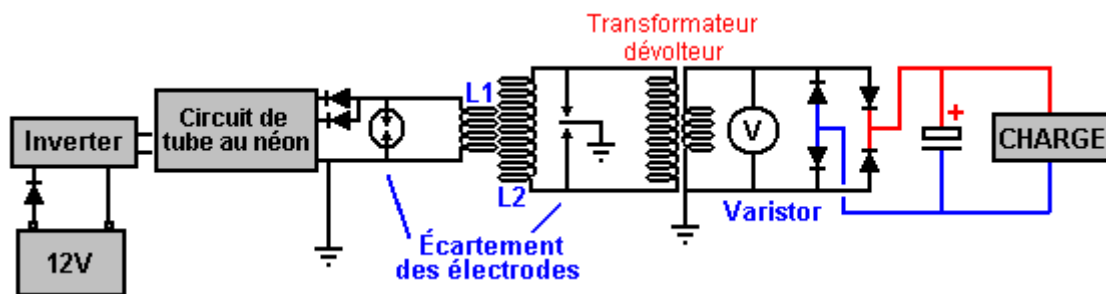 Transformateur
dévolteur
L1
Circuit de
tube au néon
Inverter
V
+
CHARGE
L2
Varistor
Écartement
des électrodes
12V